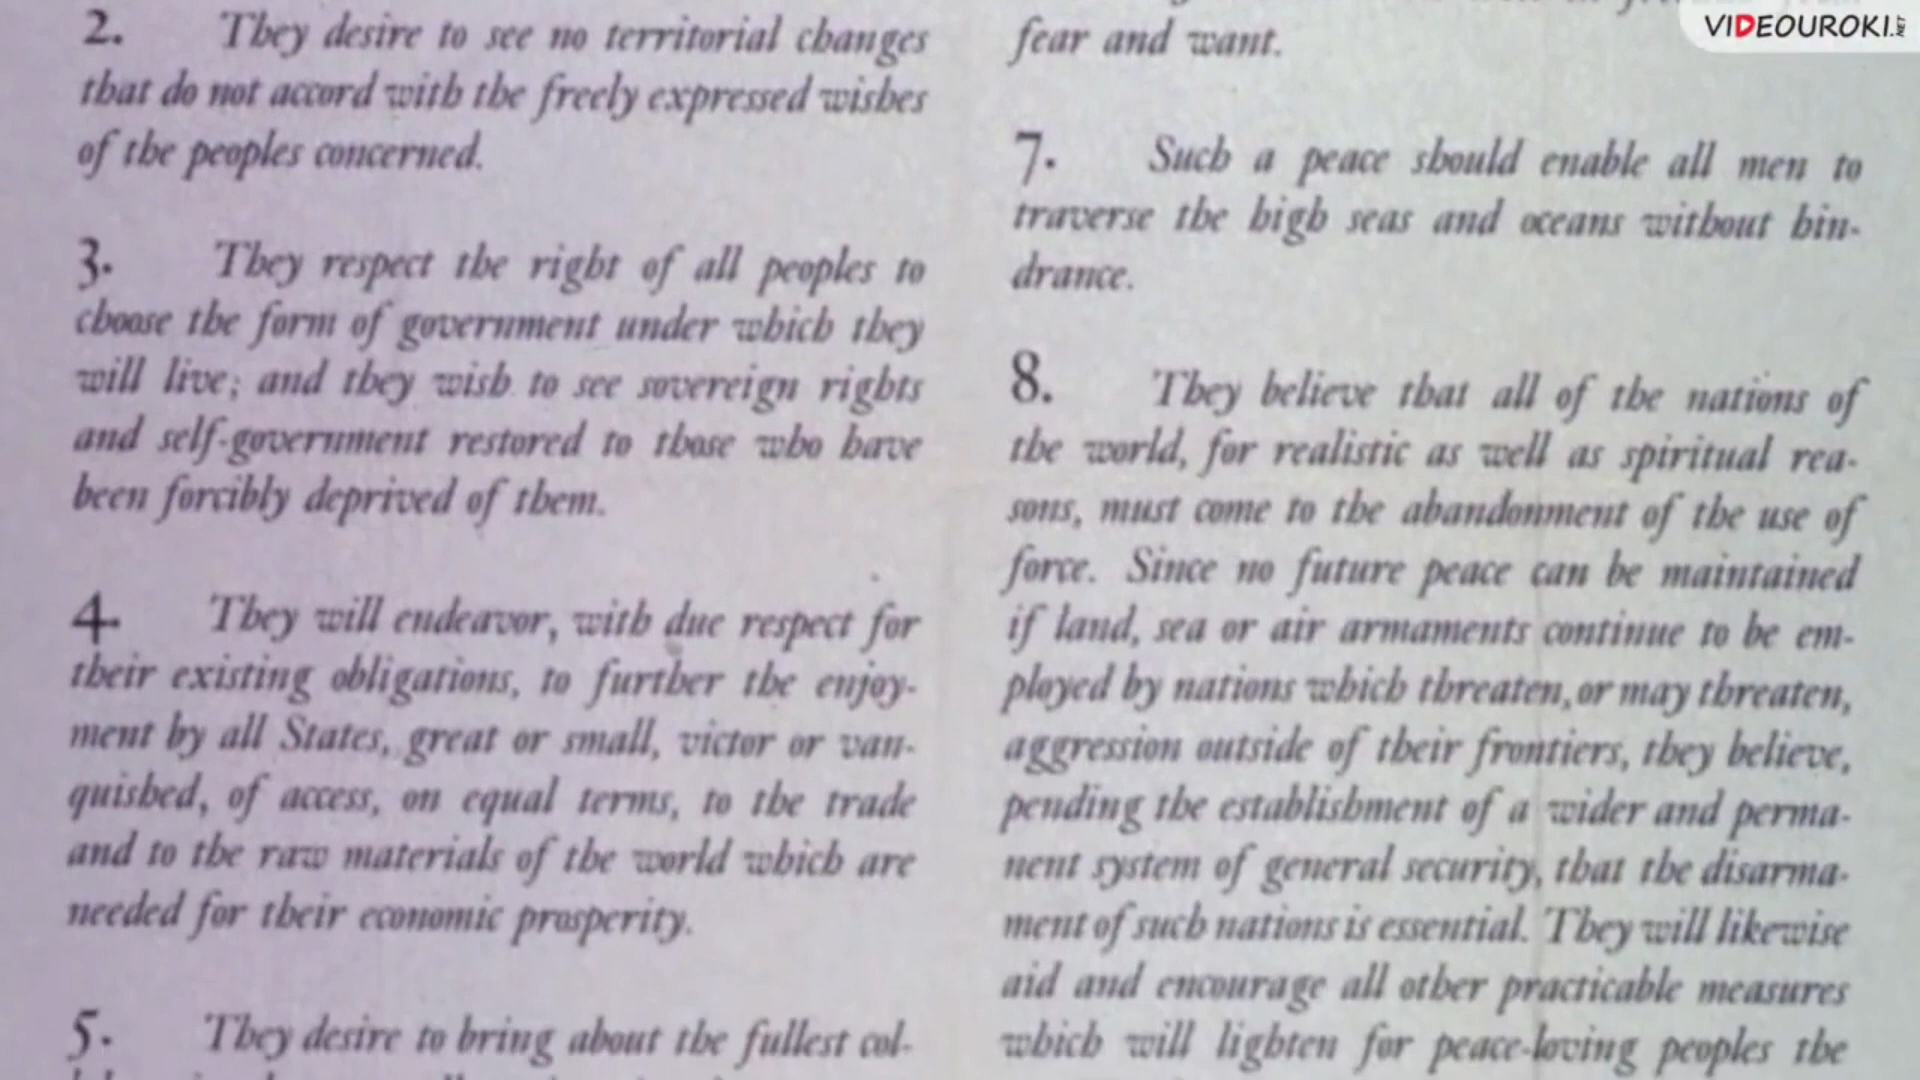 2. They desire to see no territorial changes
that do not accord with the freely expressed wishes
of the peoples concerned.
3. They respect the right of all peoples to
choose the form of government under which they
will live; and they wish to see sovereign rights
and self-government restored to those who have
been forcibly deprived of them.
4. They will endeavor, with due respect for
their existing obligations, to further the enjoy-
ment by all States, great or small, victor or van-
quished, of access, on equal terms, to the trade
and to the raw materials of the world which are
needed for their economic prosperity.
5. They desire to bring about the fullest col-
fear and want.
7. Such a peace should enable all men to
traverse the high seas and oceans without hin-
drance.
8. They believe that all of the nations of
the world, for realistic as well as spiritual rea-
sons, must come to the abandonment of the use of
force. Since no future peace can be maintained
if land, sea or air armaments continue to be em-
ployed by nations which threaten, or may threaten,
aggression outside of their frontiers, they believe,
pending the establishment of a wider and perma-
nent system of general security, that the disarma-
ment of such nations is essential. They will likewise
aid and encourage all other practicable measures
which will lighten for peace-loving peoples the
VIDEOUROKI.NET